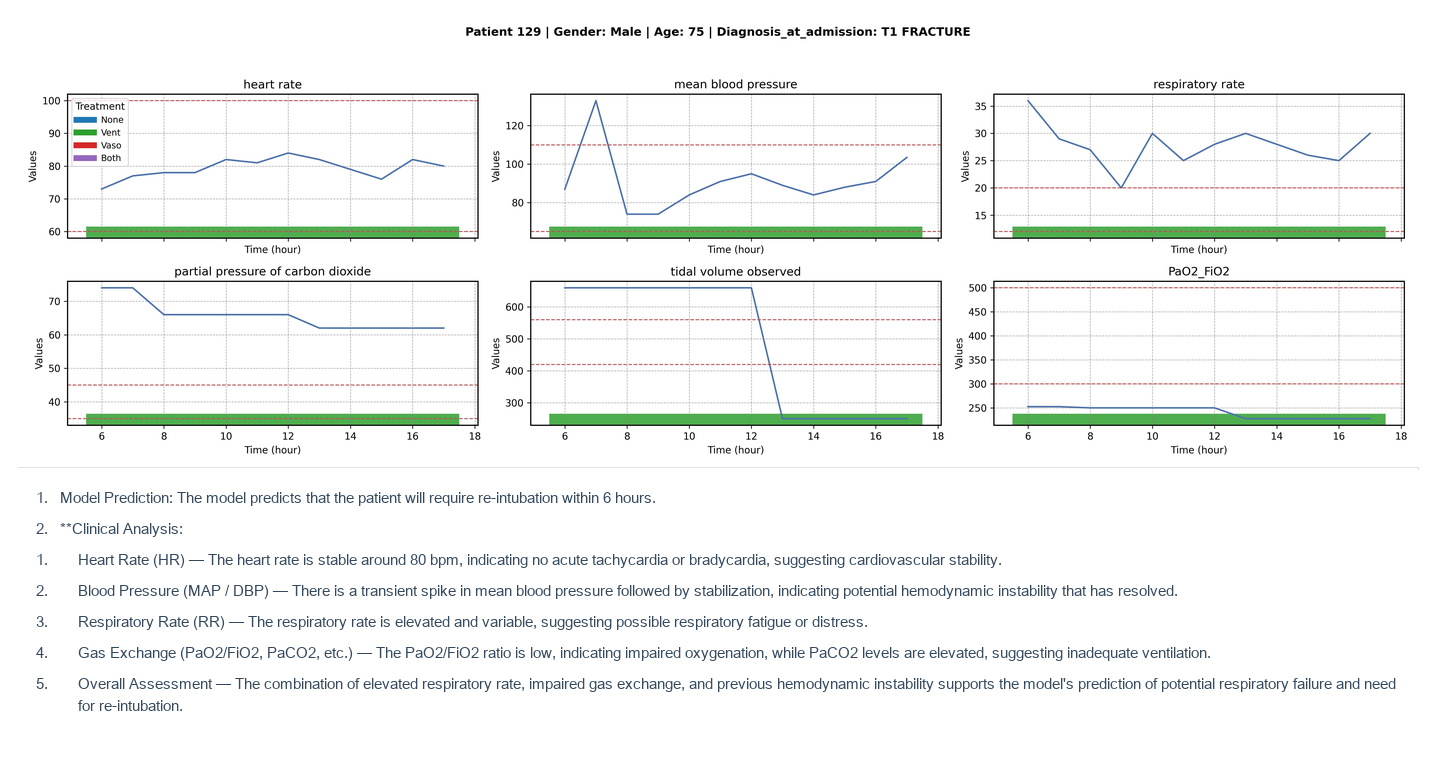 Patient 129 | Gender: Male | Age: 75 | Diagnosis_at_admission: T1 FRACTURE
heart rate
100
90
80
70
60
Values
Treatment
None
Vent
Vaso
Both
Time (hour)
mean blood pressure
120
100
80
Values
Time (hour)
respiratory rate
35
30
25
20
15
Values
Time (hour)
partial pressure of carbon dioxide
70
60
50
40
Values
6 8 10 12 14 16 18
Time (hour)
tidal volume observed
600
500
400
300
Values
6 8 10 12 14 16 18
Time (hour)
PaO2_FiO2
500
450
400
350
300
250
Values
6 8 10 12 14 16 18
Time (hour)
1. Model Prediction: The model predicts that the patient will require re-intubation within 6 hours.
2. **Clinical Analysis:
1. Heart Rate (HR) — The heart rate is stable around 80 bpm, indicating no acute tachycardia or bradycardia, suggesting cardiovascular stability.
2. Blood Pressure (MAP / DBP) — There is a transient spike in mean blood pressure followed by stabilization, indicating potential hemodynamic instability that has resolved.
3. Respiratory Rate (RR) — The respiratory rate is elevated and variable, suggesting possible respiratory fatigue or distress.
4. Gas Exchange (PaO2/FiO2, PaCO2, etc.) — The PaO2/FiO2 ratio is low, indicating impaired oxygenation, while PaCO2 levels are elevated, suggesting inadequate ventilation.
5. Overall Assessment — The combination of elevated respiratory rate, impaired gas exchange, and previous hemodynamic instability supports the model's prediction of potential respiratory failure and need
for re-intubation.